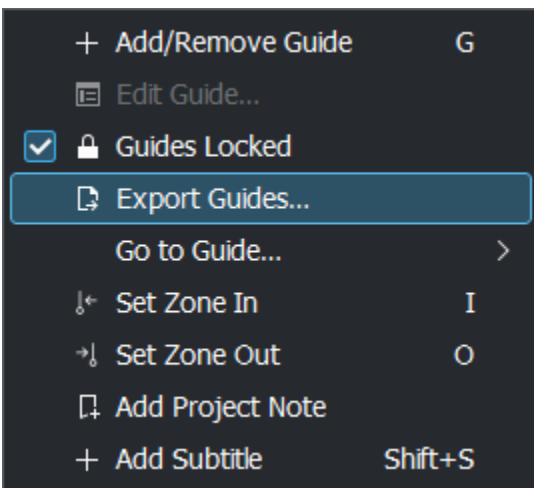 Add/Remove Guide G
Edit Guide...
Guides Locked
Export Guides...
Go to Guide...
Set Zone In I
Set Zone Out O
Add Project Note
Add Subtitle Shift+S